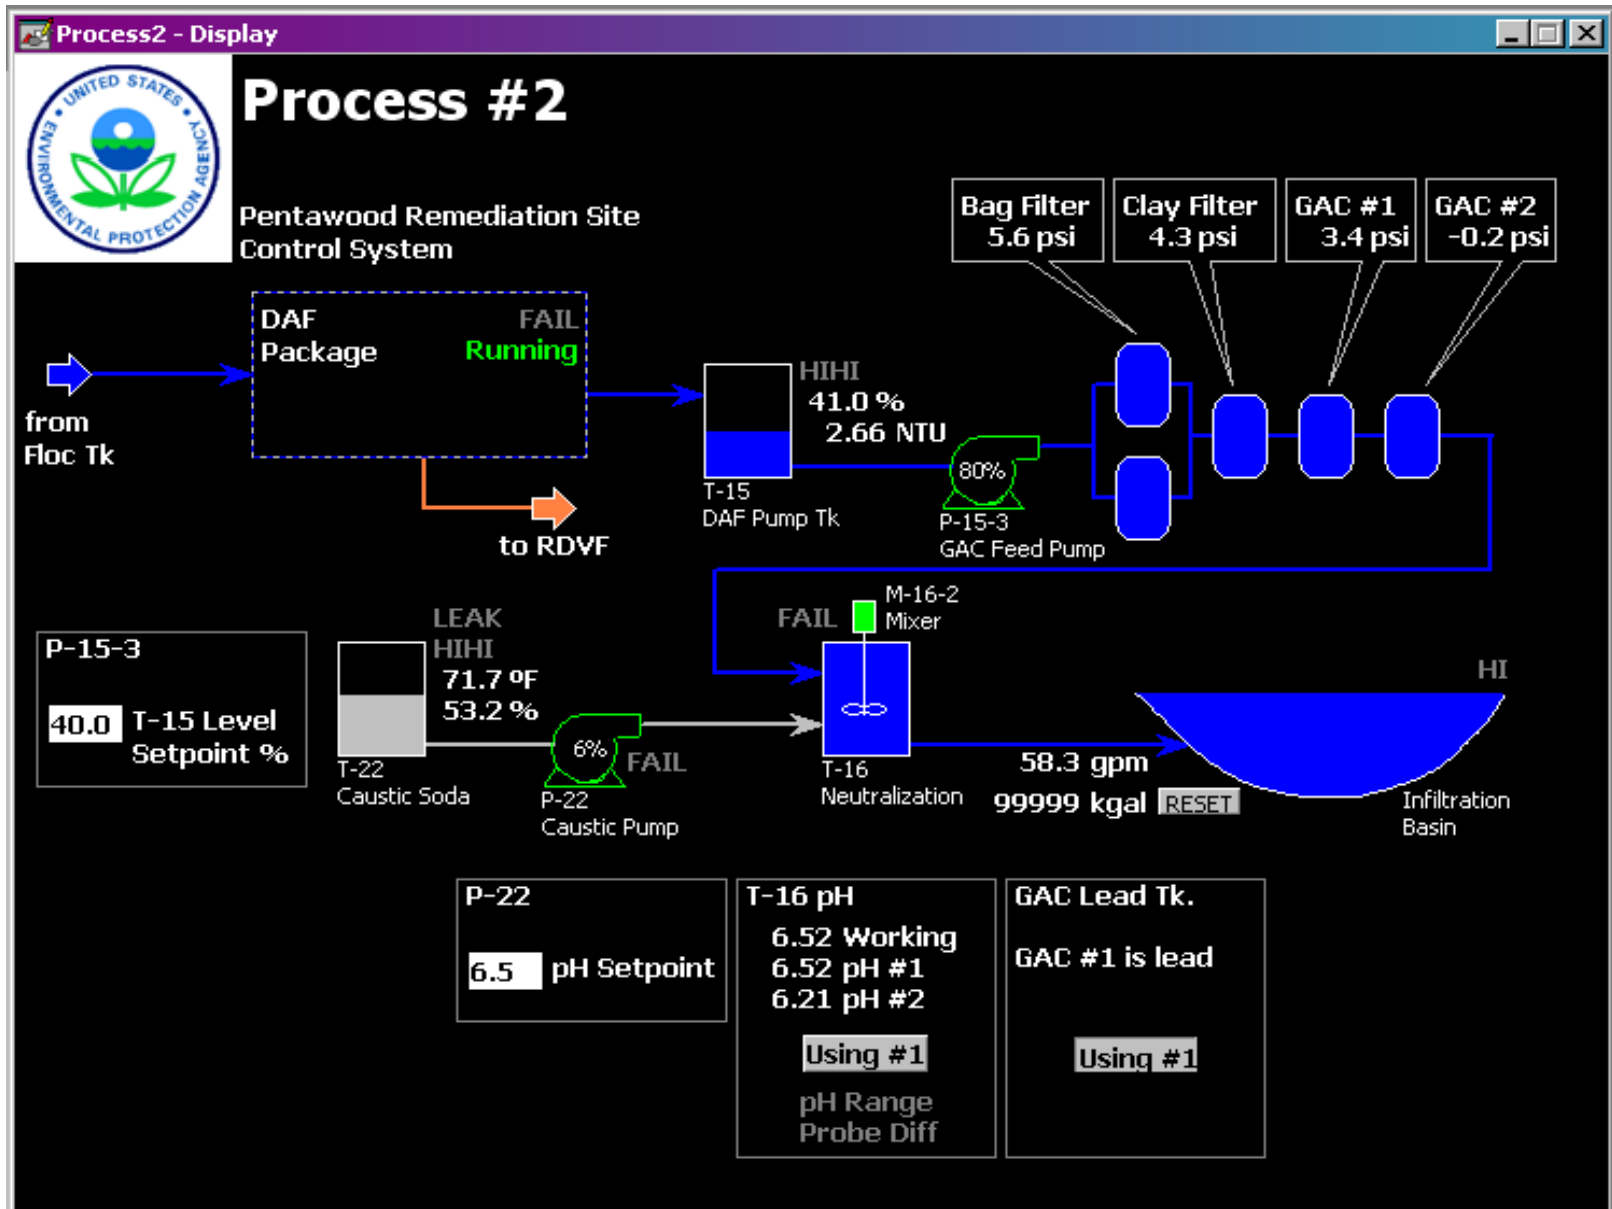 Process2 - Display
UNITED STATES
ENVIRONMENTAL PROTECTION AGENCY
Process #2
Pentawood Remediation Site
Control System
Bag Filter
5.6 psi
Clay Filter
4.3 psi
GAC #1
3.4 psi
GAC #2
-0.2 psi
DAF
Package
FAIL
Running
from
Floc Tk
to RDVF
HIHI
41.0 %
2.66 NTU
T-15
DAF Pump Tk
80%
P-15-3
GAC Feed Pump
P-15-3
40.0 T-15 Level
Setpoint %
LEAK
HIHI
71.7 ºF
53.2 %
T-22
Caustic Soda
6%
FAIL
P-22
Caustic Pump
FAIL
M-16-2
Mixer
T-16
Neutralization
58.3 gpm
99999 kgal RESET
HI
Infiltration
Basin
P-22
6.5 pH Setpoint
T-16 pH
6.52 Working
6.52 pH #1
6.21 pH #2
Using #1
pH Range
Probe Diff
GAC Lead Tk.
GAC #1 is lead
Using #1